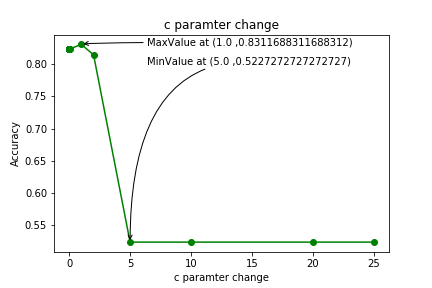 c paramter change
MaxValue at (1.0 ,0.8311688311688312)
MinValue at (5.0 ,0.5227272727272727)
0.80
0.75
0.70
0.65
0.60
0.55
Accuracy
0 5 10 15 20 25
c paramter change